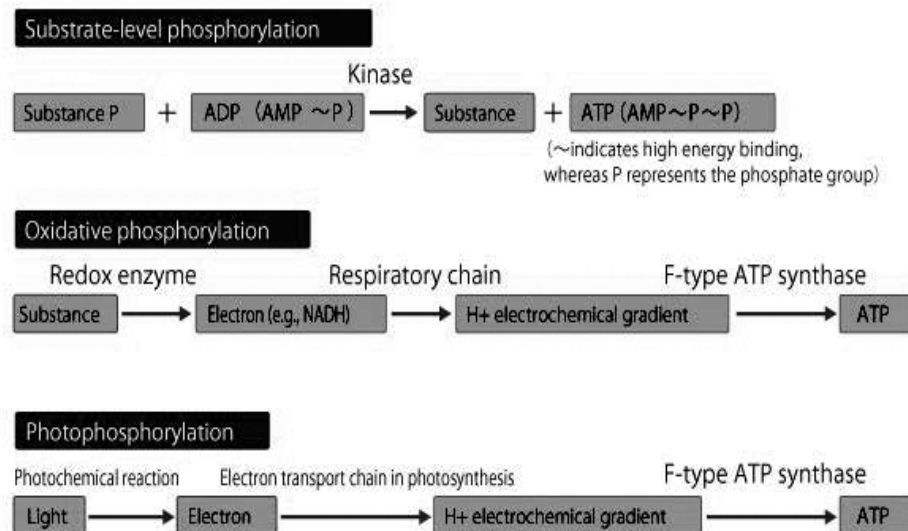 Substrate-level phosphorylation
Kinase
Substance P + ADP (AMP ～P) Substance + ATP (AMP～P～P)
(～indicates high energy binding,
whereas P represents the phosphate group)
Oxidative phosphorylation
Redox enzyme Respiratory chain F-type ATP synthase
Substance Electron (e.g., NADH) H+ electrochemical gradient ATP
Photophosphorylation
Photochemical reaction Electron transport chain in photosynthesis F-type ATP synthase
Light Electron H+ electrochemical gradient ATP